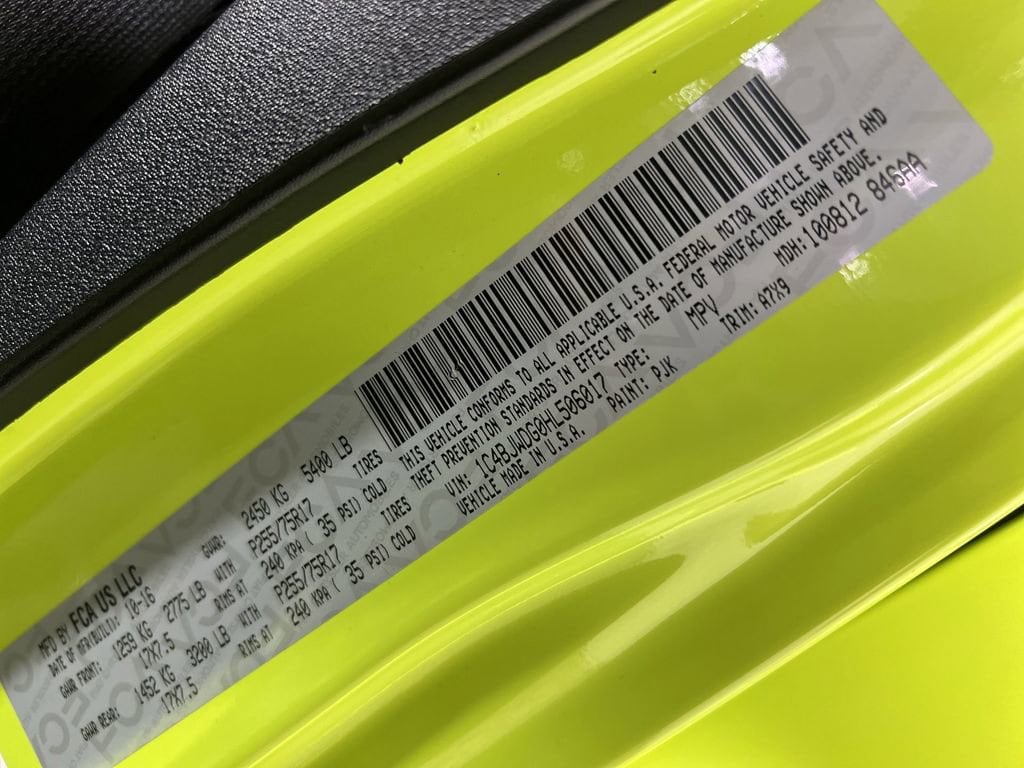 MFD BY FCA US LLC
DATE OF MFR(BUILD): 10-16 GVWR: 2450 KG 5400 LB
GAWR FRONT: 1259 KG 2775 LB WITH P255/75R17 TIRES
17X7.5 RIMS AT 240 KPA ( 35 PSI) COLD
GAWR REAR: 1452 KG 3200 LB WITH P255/75R17 TIRES
17X7.5 RIMS AT 240 KPA ( 35 PSI) COLD
THIS VEHICLE CONFORMS TO ALL APPLICABLE U.S.A. FEDERAL MOTOR VEHICLE SAFETY AND
THEFT PREVENTION STANDARDS IN EFFECT ON THE DATE OF MANUFACTURE SHOWN ABOVE.
VIN: 1C4BJWDG0HL506017 TYPE: MPV MDH: 100812 846AA
VEHICLE MADE IN U.S.A. PAINT: PJK TRIM: A7X9